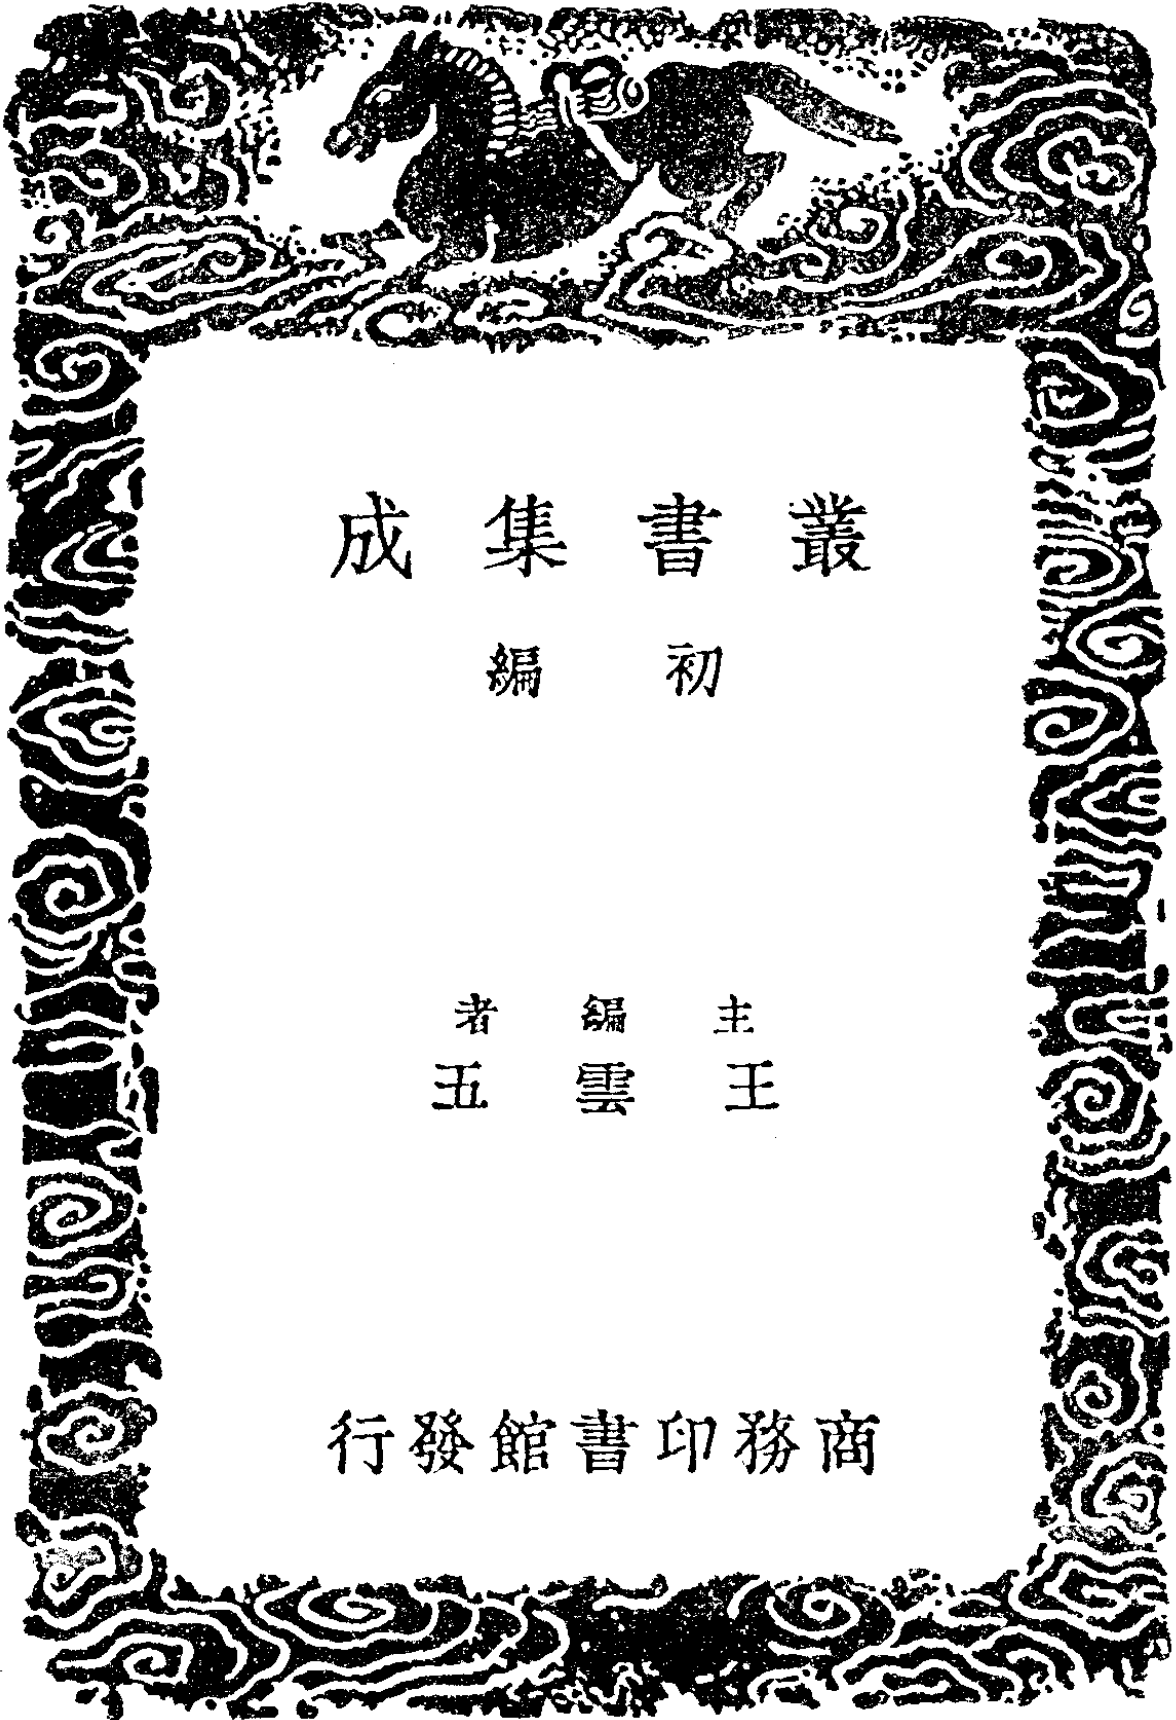 叢書集成
初編
主編者
王雲五
商務印書館發行